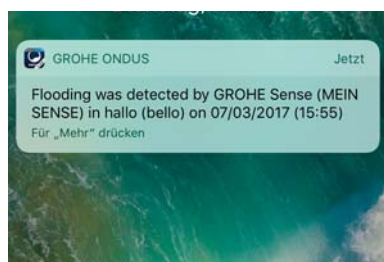 GROHE ONDUS
Jetzt
Flooding was detected by GROHE Sense (MEIN
SENSE) in hallo (bello) on 07/03/2017 (15:55)
Für „Mehr“ drücken